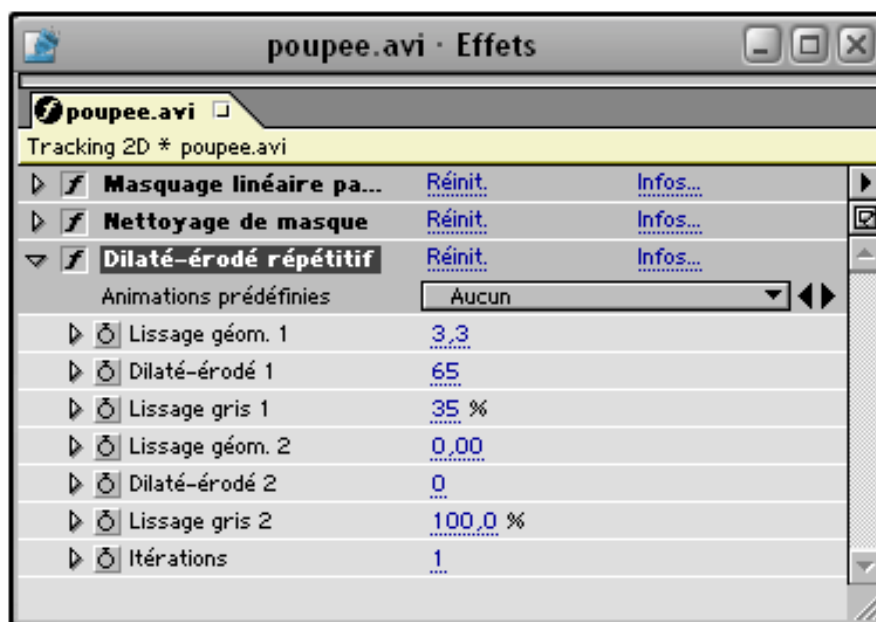 poupee.avi · Effets
poupee.avi
Tracking 2D * poupee.avi
Masquage linéaire pa... Réinit. Infos...
Nettoyage de masque Réinit. Infos...
Dilaté-érodé répétitif Réinit. Infos...
Animations prédéfinies Aucun
Lissage géom. 1 3,3
Dilaté-érodé 1 65
Lissage gris 1 35 %
Lissage géom. 2 0,00
Dilaté-érodé 2 0
Lissage gris 2 100,0 %
Itérations 1